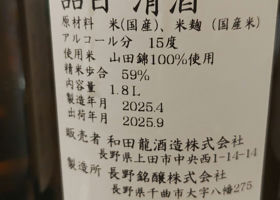 品目 清酒
原材料 米(国産)、米麹(国産米)
アルコール分 15度
使用米 山田錦100%使用
精米歩合 59%
内容量 1.8L
製造年月 2025.4
出荷年月 2025.9
販売者 和田龍酒造株式会社
長野県上田市中央西1-14-14
製造所 長野銘醸株式会社
長野県千曲市大字八幡275